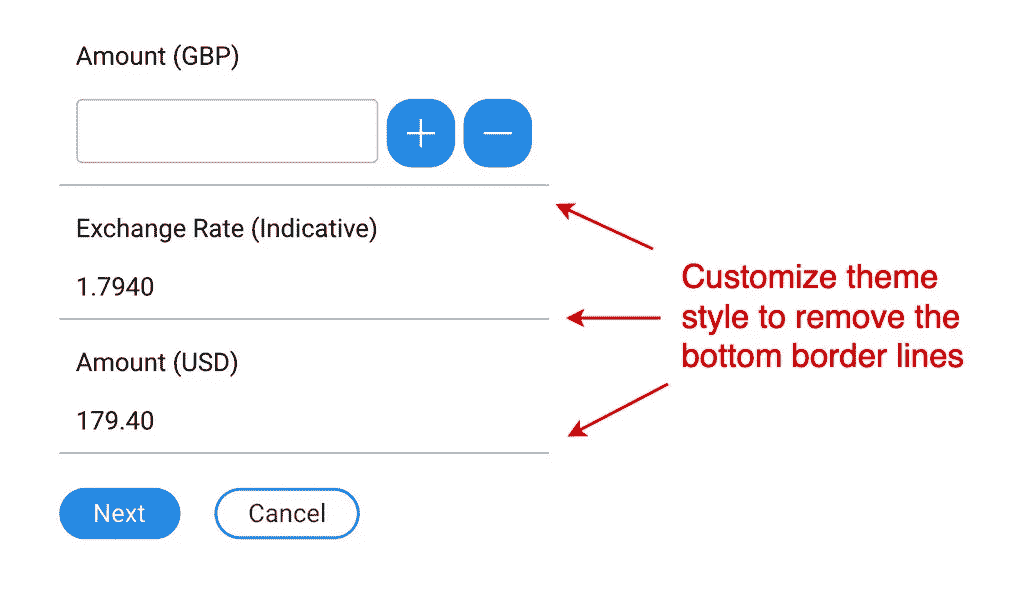 Amount (GBP)
Exchange Rate (Indicative)
1.7940
Customize theme
style to remove the
bottom border lines
Amount (USD)
179.40
Next
Cancel